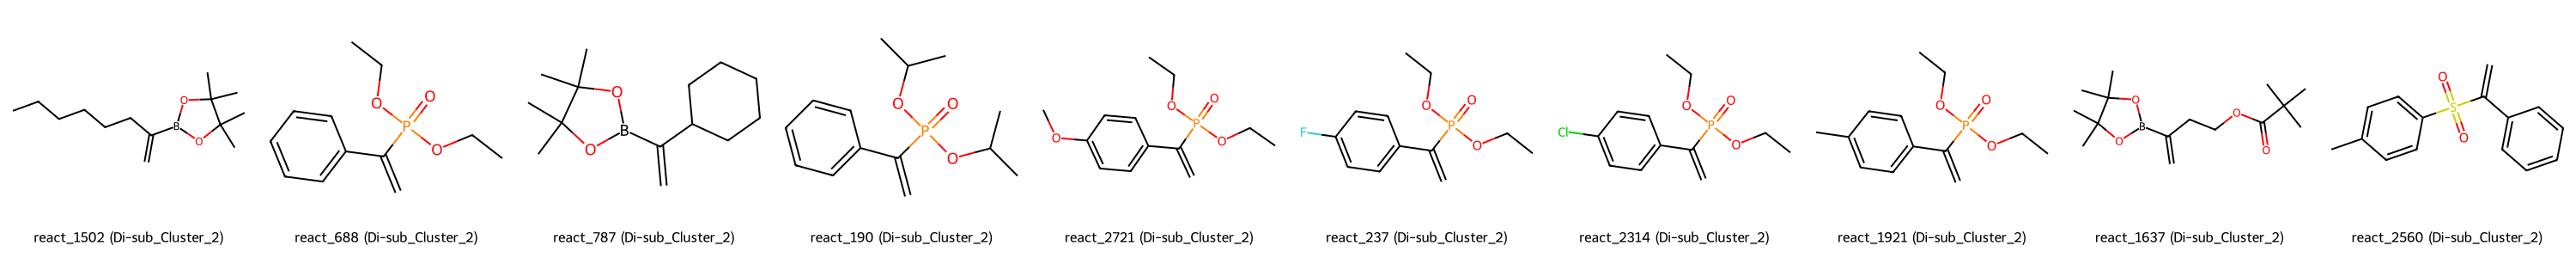 react_1502 (Di-sub_Cluster_2)
react_688 (Di-sub_Cluster_2)
react_787 (Di-sub_Cluster_2)
react_190 (Di-sub_Cluster_2)
react_2721 (Di-sub_Cluster_2)
react_237 (Di-sub_Cluster_2)
react_2314 (Di-sub_Cluster_2)
react_1921 (Di-sub_Cluster_2)
react_1637 (Di-sub_Cluster_2)
react_2560 (Di-sub_Cluster_2)